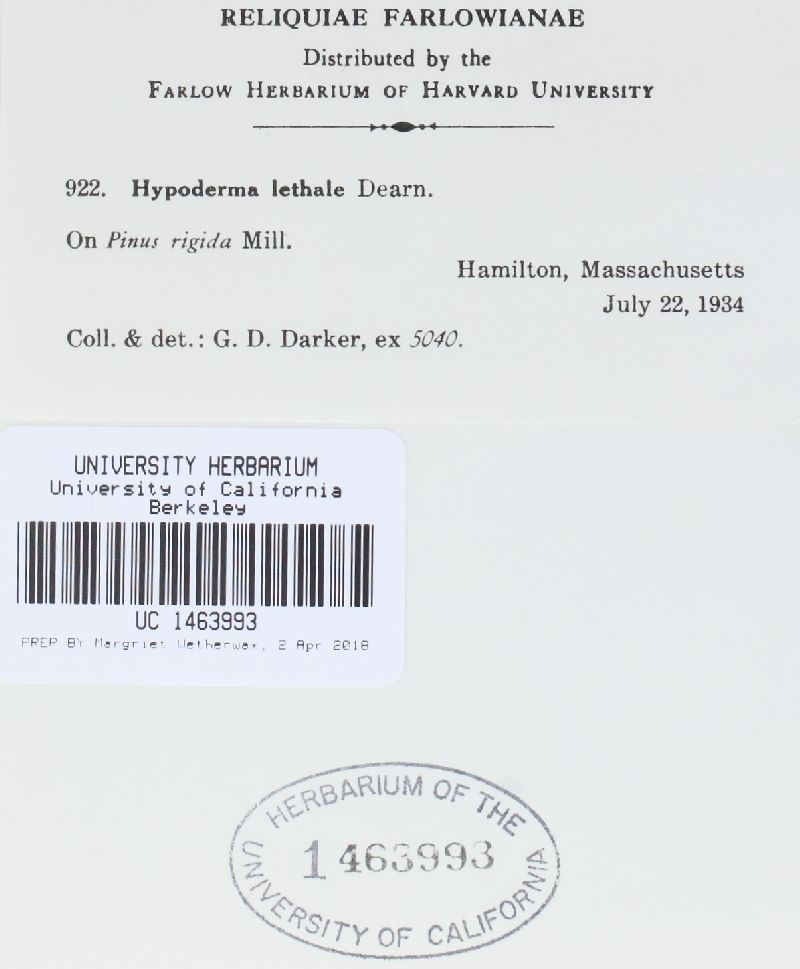 RELIQUIAE FARLOWIANAE
Distributed by the
FARLOW HERBARIUM OF HARVARD UNIVERSITY
922. Hypoderma lethale Dearn.
On Pinus rigida Mill.
Hamilton, Massachusetts
July 22, 1934
Coll. & det.: G. D. Darker, ex 5040.
UNIVERSITY HERBARIUM
University of California
Berkeley
UC 1463993
PREP BY Margriet Wetherwax, 2 Apr 2018
HERBARIUM OF THE
1463993
UNIVERSITY OF CALIFORNIA